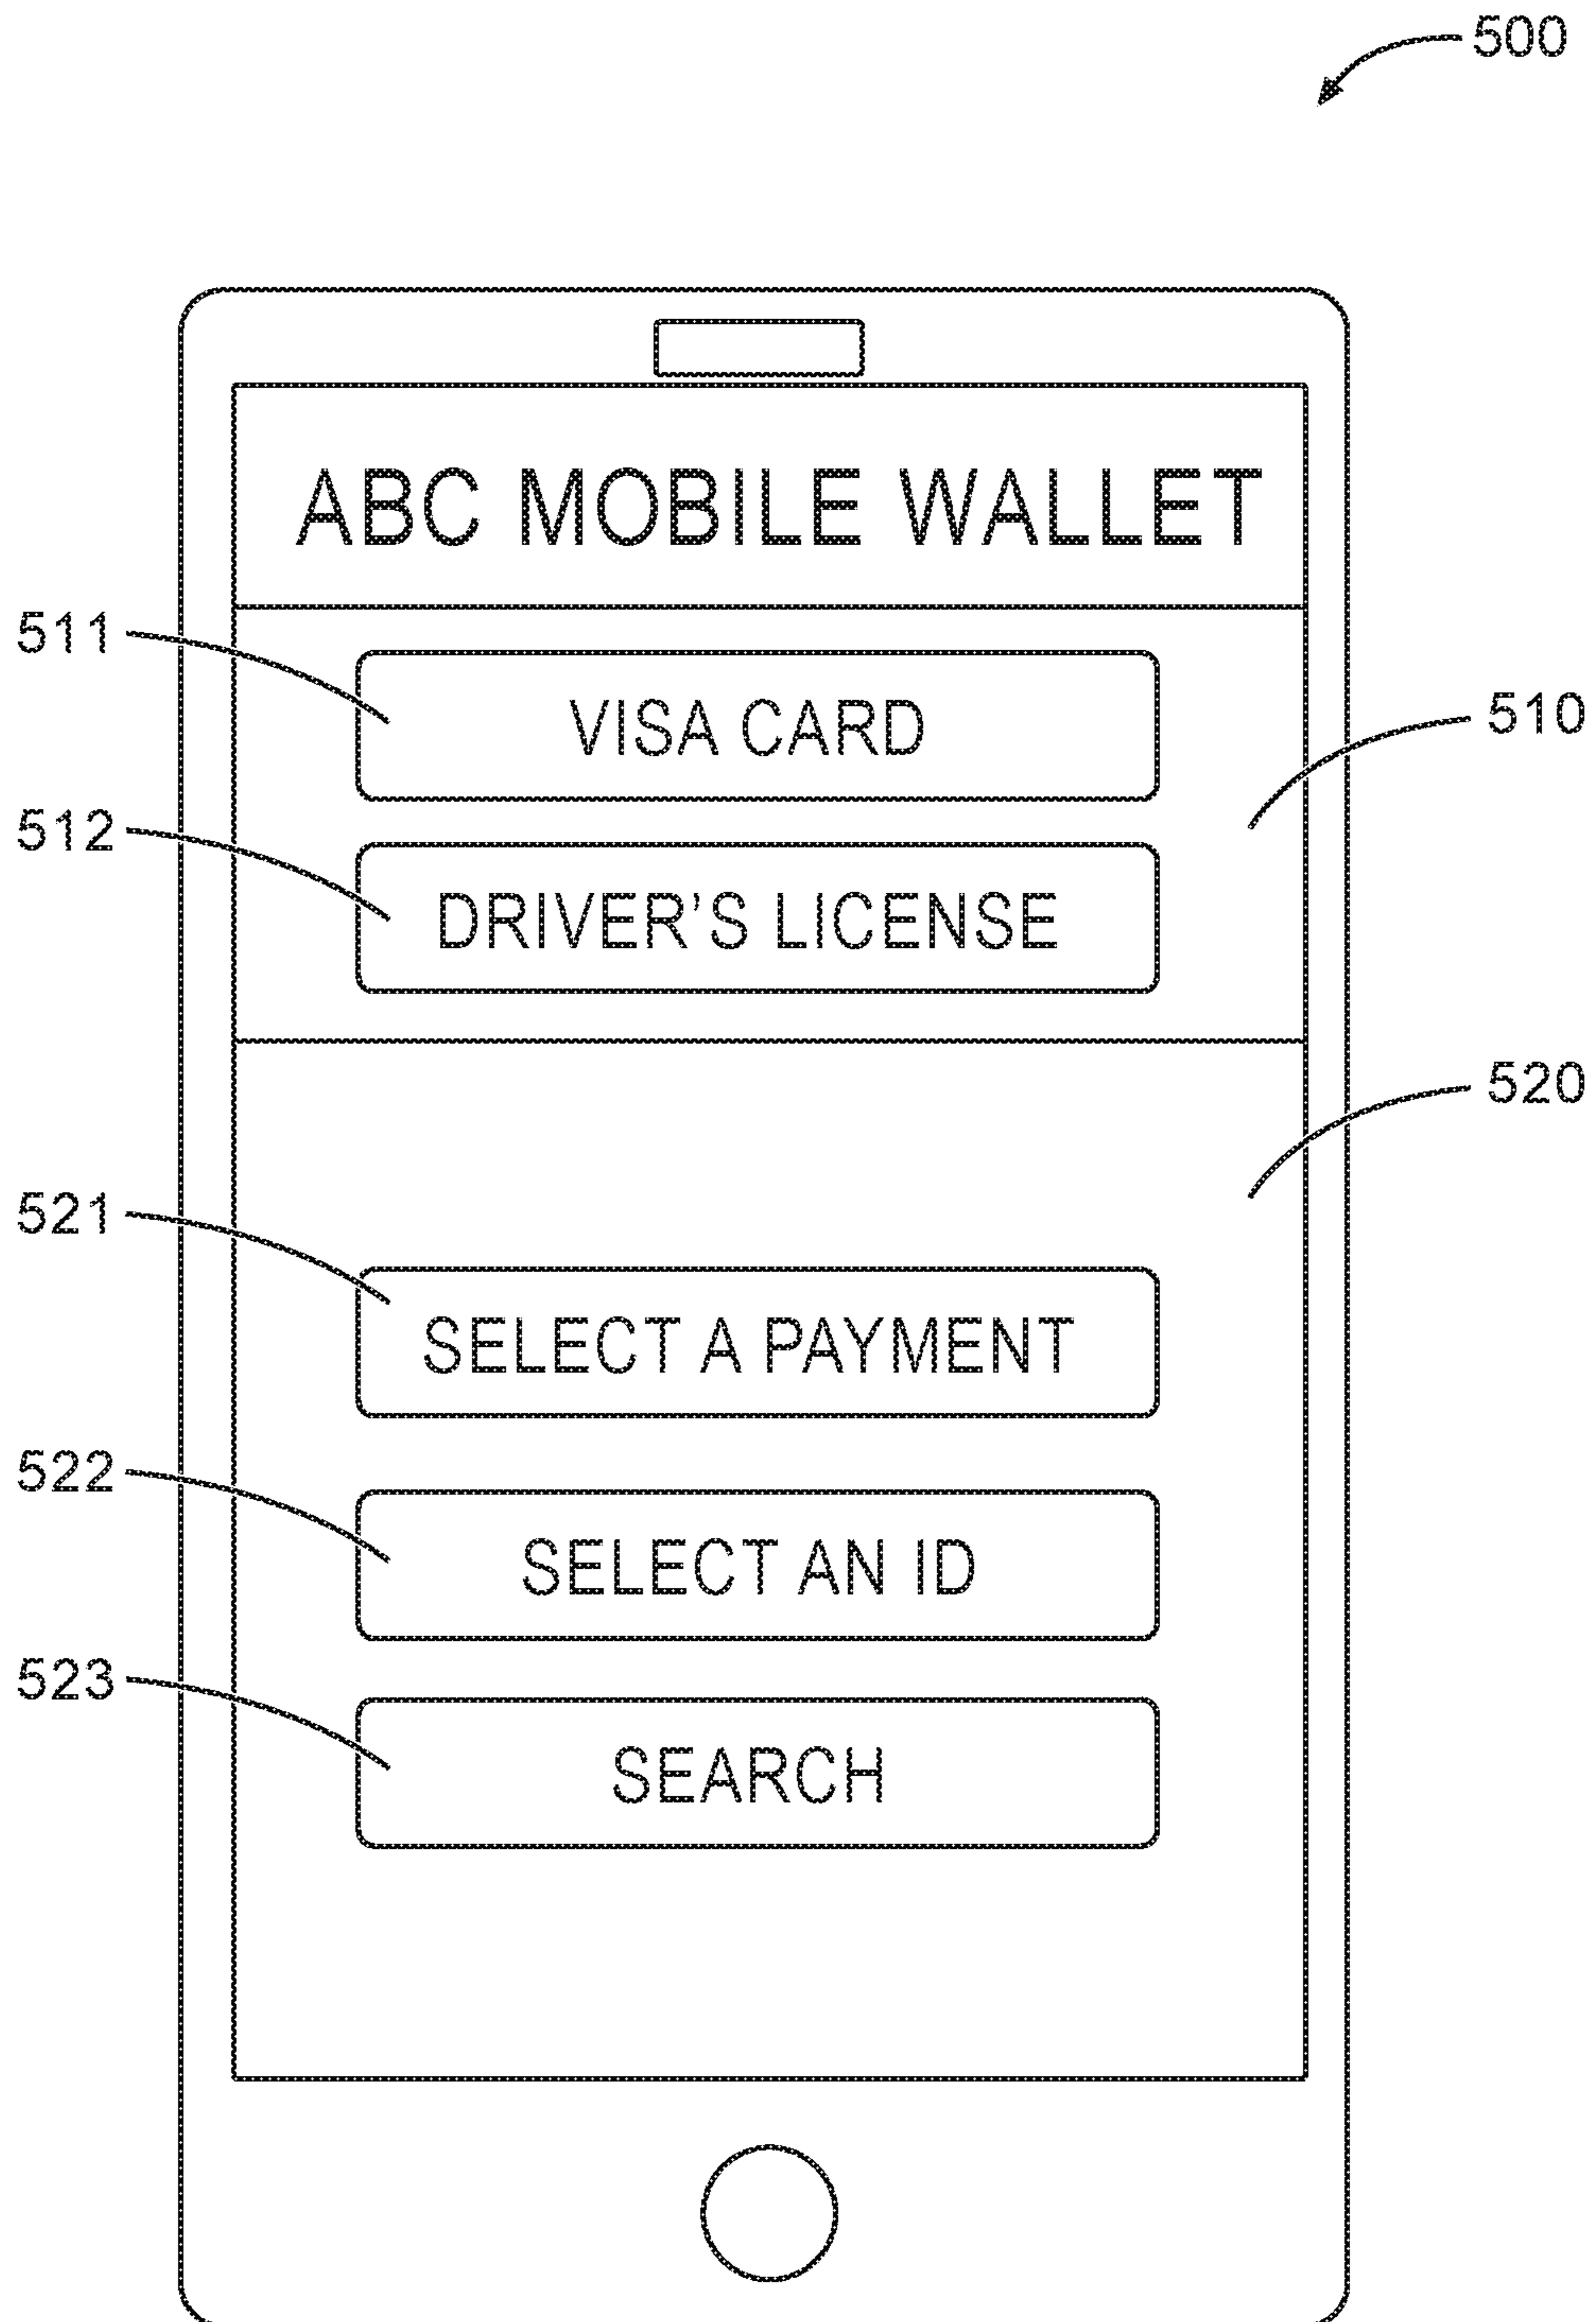 500
ABC MOBILE WALLET
511
VISA CARD
510
512
DRIVER’S LICENSE
520
521
SELECT A PAYMENT
522
SELECT AN ID
523
SEARCH